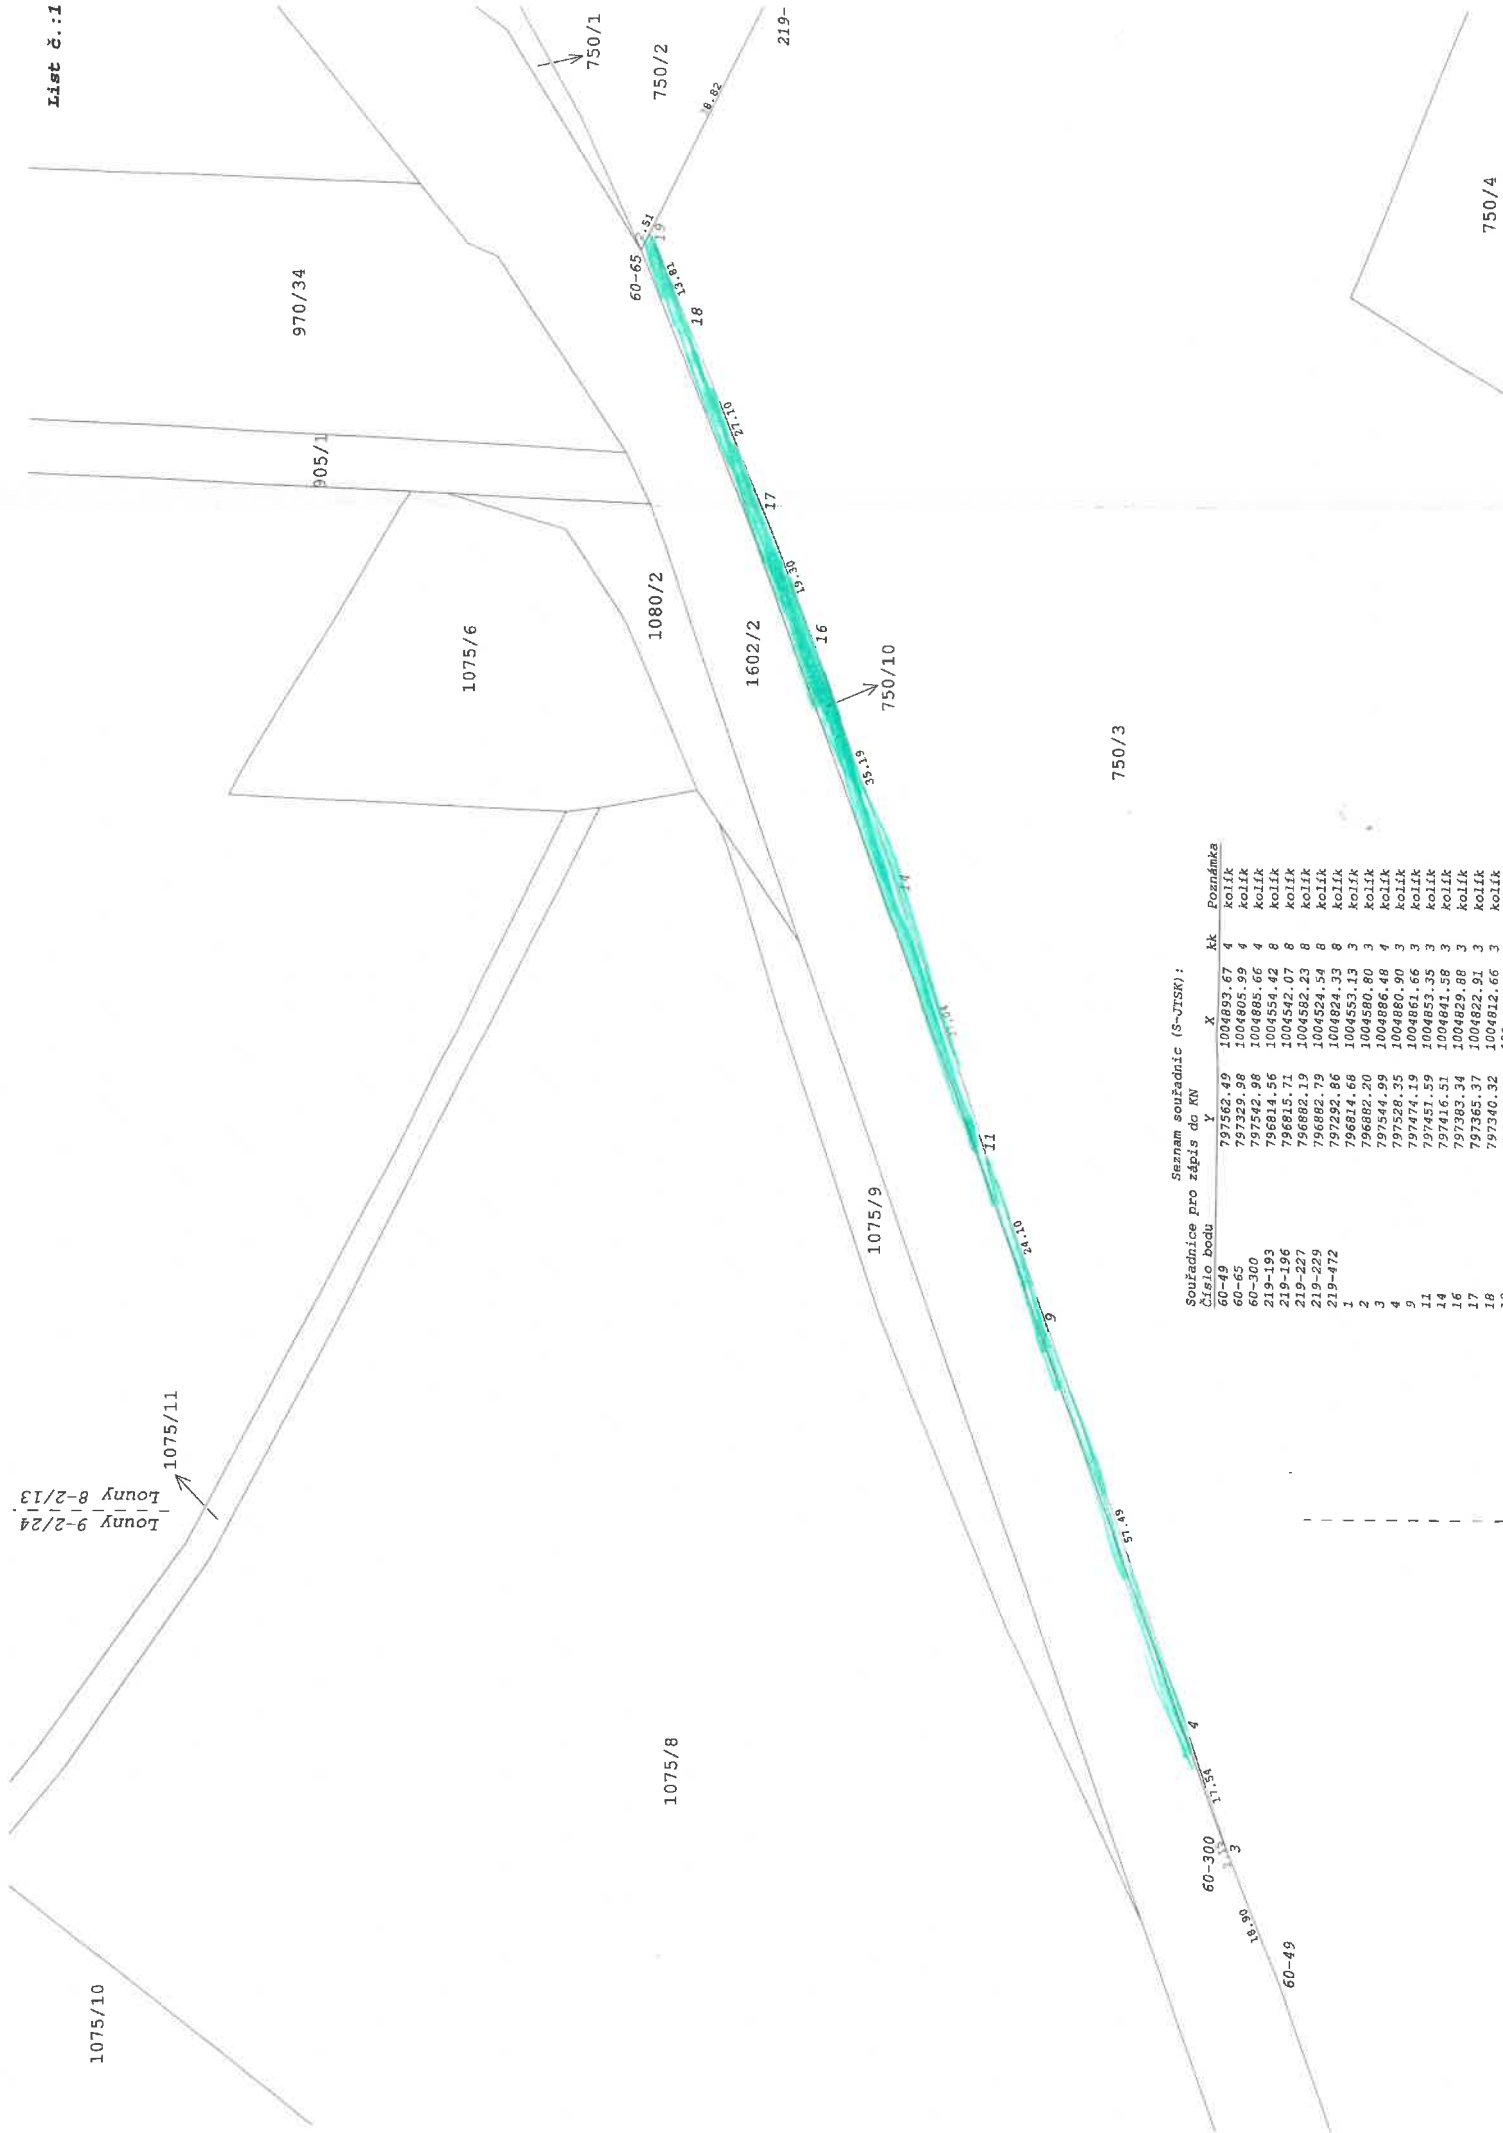 List č.:1
750/1
750/2
219-
970/34
905/1
60-65
19
13.81
18
27.10
17
19.30
16
1075/6
1080/2
1602/2
750/10
35.19
14
750/3
750/4
11
1075/9
24.10
9
1075/11
Louny 9-2/24
Louny 8-2/13
57.49
1075/8
4
17.54
60-300
3
18.90
60-49
1075/10
Seznam souřadnic (S-JTSK):
Souřadnice pro zápis do KN
Číslo bodu Y X kk Poznámka
60-49 797562.49 1004893.67 4 kolík
60-65 797329.98 1004805.99 4 kolík
60-300 797542.98 1004885.66 4 kolík
219-193 796814.56 1004554.42 8 kolík
219-196 796815.71 1004542.07 8 kolík
219-227 796882.19 1004582.23 8 kolík
219-229 796882.79 1004524.54 8 kolík
219-472 797292.86 1004824.33 8 kolík
1 796814.68 1004553.13 3 kolík
2 796882.20 1004580.80 3 kolík
3 797544.99 1004886.48 4 kolík
4 797528.35 1004880.90 3 kolík
9 797474.19 1004861.66 3 kolík
11 797451.59 1004853.35 3 kolík
14 797416.51 1004841.58 3 kolík
16 797383.34 1004829.88 3 kolík
17 797365.37 1004822.91 3 kolík
18 797340.32 1004812.66 3 kolík